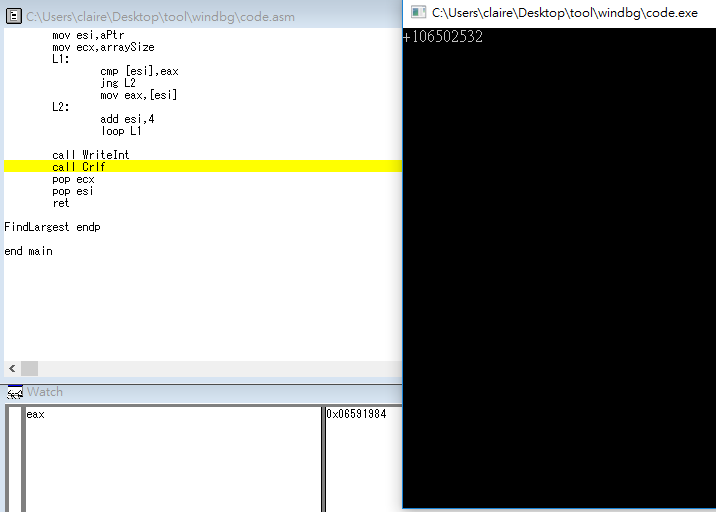 C:\Users\claire\Desktop\tool\windbg\code.asm
mov esi,aPtr
mov ecx,arraySize
L1:
cmp [esi],eax
jng L2
mov eax,[esi]
L2:
add esi,4
loop L1
call WriteInt
call Crlf
pop ecx
pop esi
ret
FindLargest endp
end main
C:\Users\claire\Desktop\tool\windbg\code.exe
+106502532
Watch
eax
0x06591984